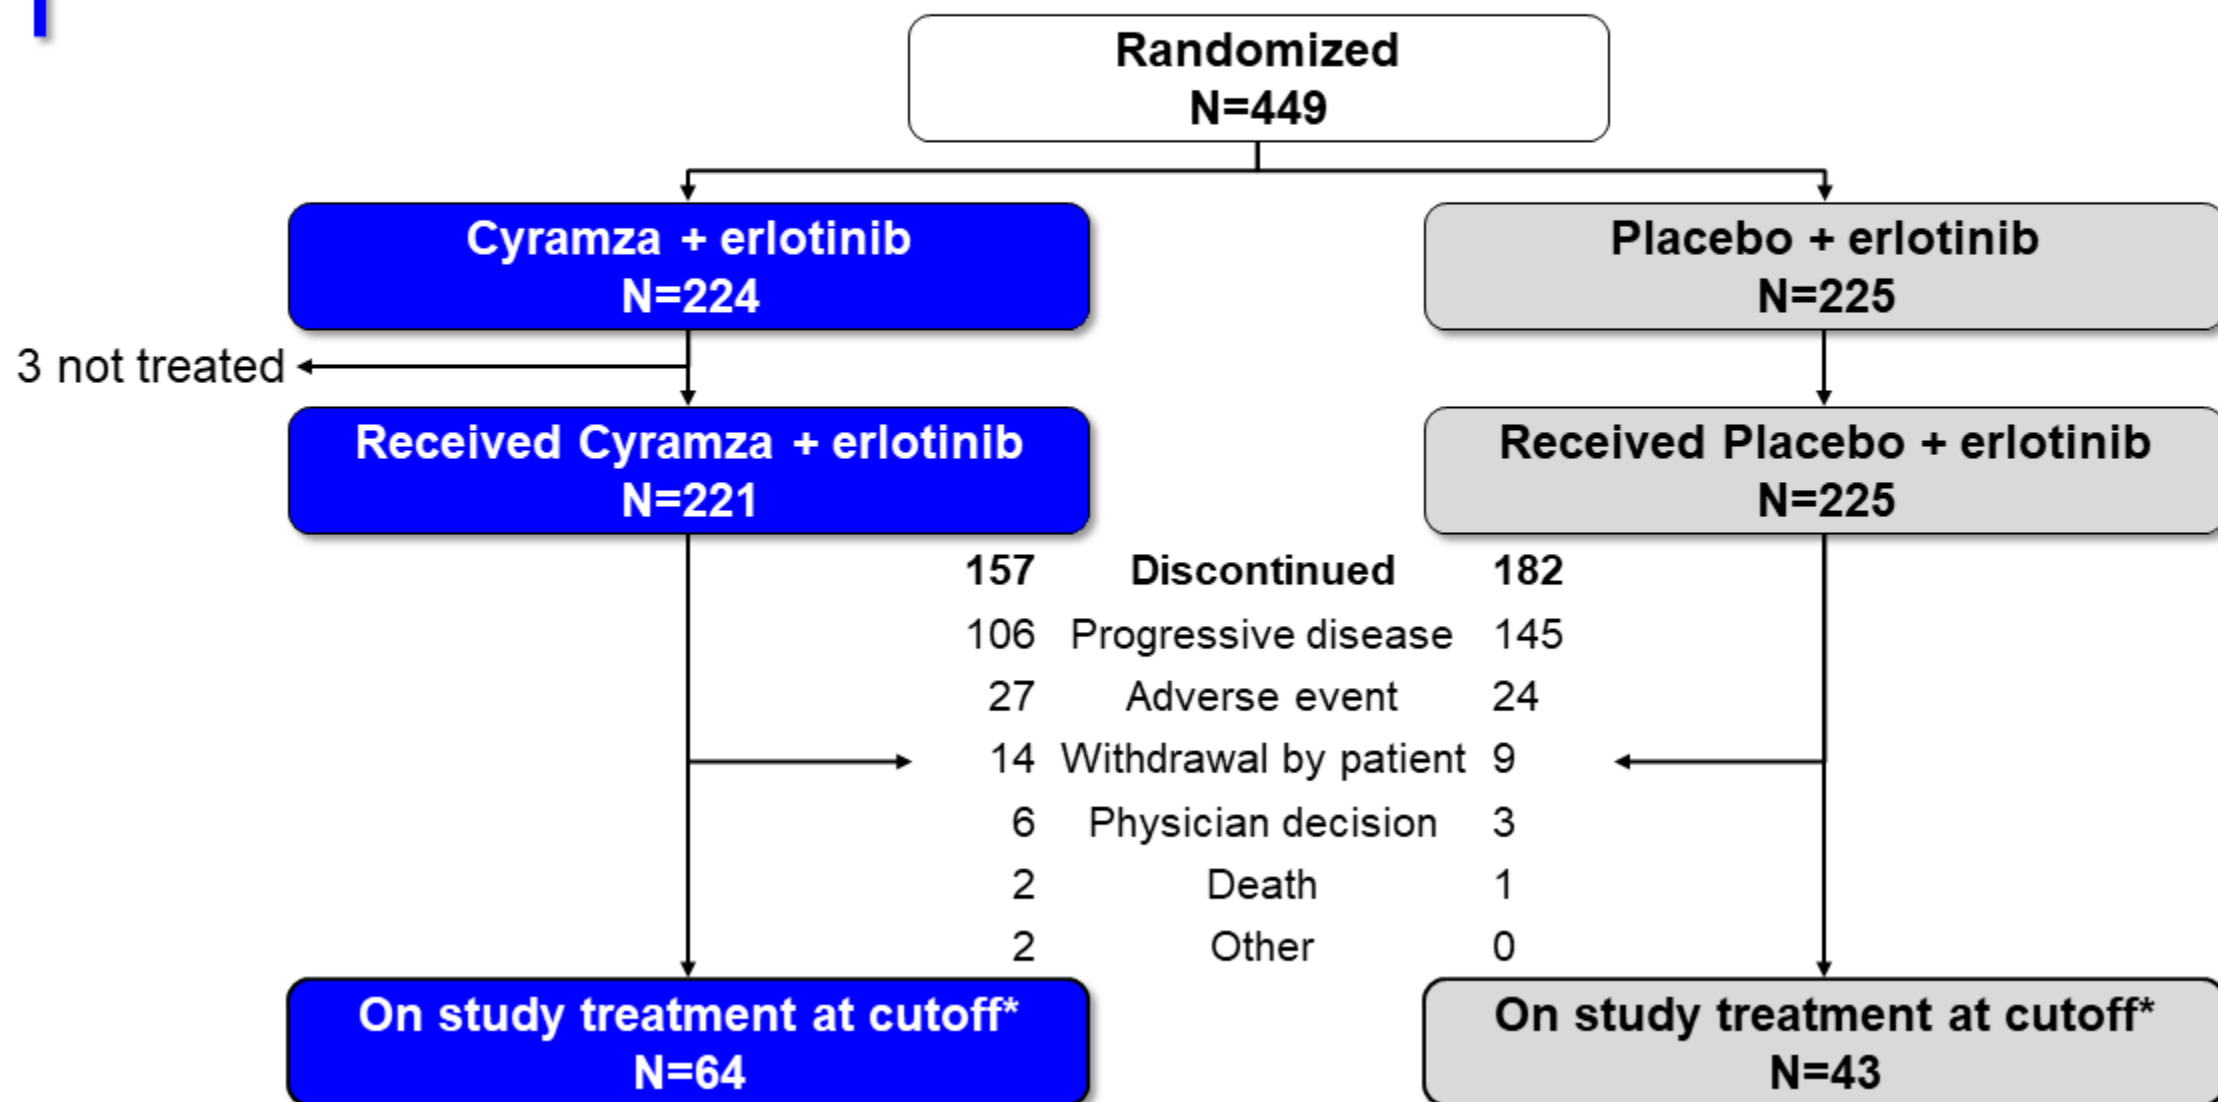 Randomized
N=449
Cyramza + erlotinib
N=224
Placebo + erlotinib
N=225
3 not treated
Received Cyramza + erlotinib
N=221
Received Placebo + erlotinib
N=225
157 Discontinued 182
106 Progressive disease 145
27 Adverse event 24
14 Withdrawal by patient 9
6 Physician decision 3
2 Death 1
2 Other 0
On study treatment at cutoff*
N=64
On study treatment at cutoff*
N=43